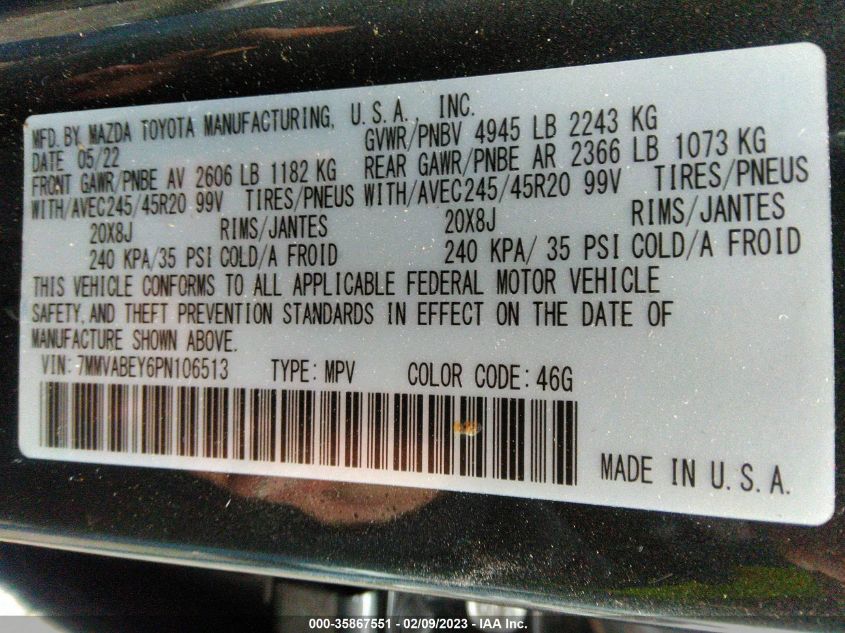 MFD. BY MAZDA TOYOTA MANUFACTURING, U.S.A., INC.
DATE 05/22 GVWR/PNBV 4945 LB 2243 KG
FRONT GAWR/PNBE AV 2606 LB 1182 KG REAR GAWR/PNBE AR 2366 LB 1073 KG
WITH/AVEC245/45R20 99V TIRES/PNEUS WITH/AVEC245/45R20 99V TIRES/PNEUS
20X8J RIMS/JANTES 20X8J RIMS/JANTES
240 KPA/35 PSI COLD/A FROID 240 KPA/ 35 PSI COLD/A FROID
THIS VEHICLE CONFORMS TO ALL APPLICABLE FEDERAL MOTOR VEHICLE
SAFETY, AND THEFT PREVENTION STANDARDS IN EFFECT ON THE DATE OF
MANUFACTURE SHOWN ABOVE.
VIN: 7MMVABEY6PN106513 TYPE: MPV COLOR CODE: 46G
MADE IN U.S.A.
000-35867551 - 02/09/2023 - IAA Inc.